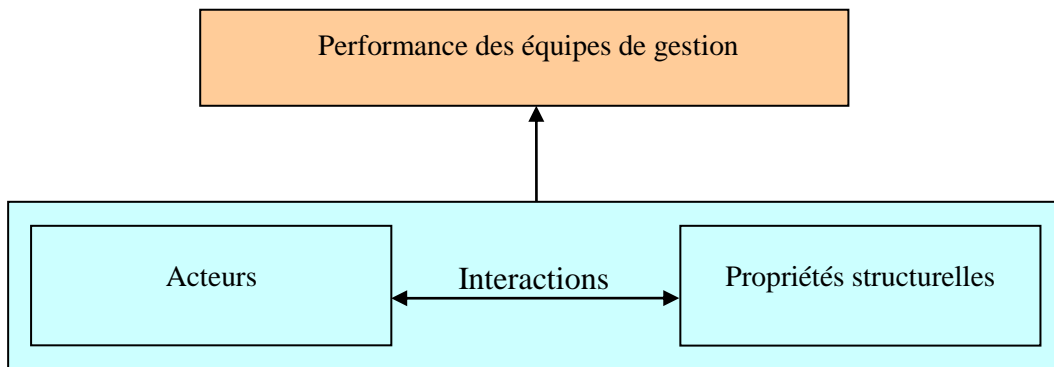 Performance des équipes de gestion
Acteurs
Interactions
Propriétés structurelles